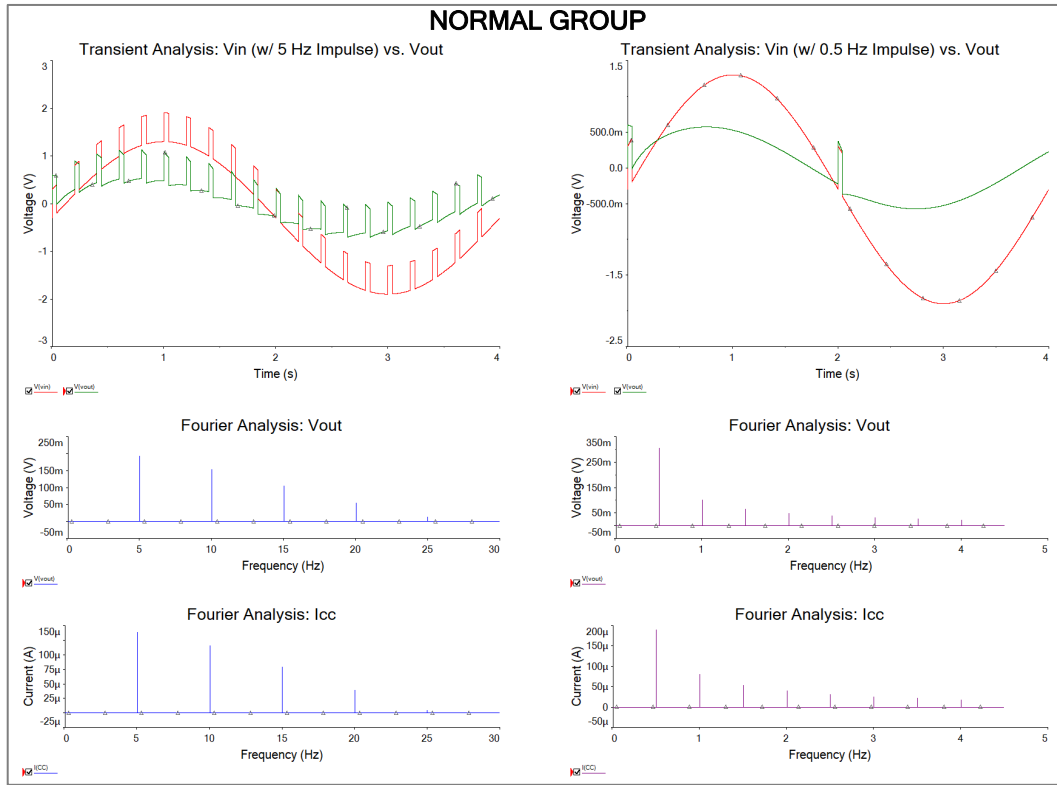 NORMAL GROUP
Transient Analysis: Vin (w/ 5 Hz Impulse) vs. Vout
3
2
1
0
-1
-2
-3
Voltage (V)
0 1 2 3 4
Time (s)
V(vin) V(vout)
Transient Analysis: Vin (w/ 0.5 Hz Impulse) vs. Vout
1.5
500.0m
0.0
-500.0m
-1.5
-2.5
Voltage (V)
0 1 2 3 4
Time (s)
V(vin) V(vout)
Fourier Analysis: Vout
250m
150m
100m
50m
-50m
Voltage (V)
0 5 10 15 20 25 30
Frequency (Hz)
V(vout)
Fourier Analysis: Vout
350m
250m
150m
50m
-50m
Voltage (V)
0 1 2 3 4 5
Frequency (Hz)
V(vout)
Fourier Analysis: Icc
150µ
100µ
75µ
50µ
25µ
-25µ
Current (A)
0 5 10 15 20 25 30
Frequency (Hz)
I(CC)
Fourier Analysis: Icc
200µ
150µ
100µ
50µ
0
-50µ
Current (A)
0 1 2 3 4 5
Frequency (Hz)
I(CC)